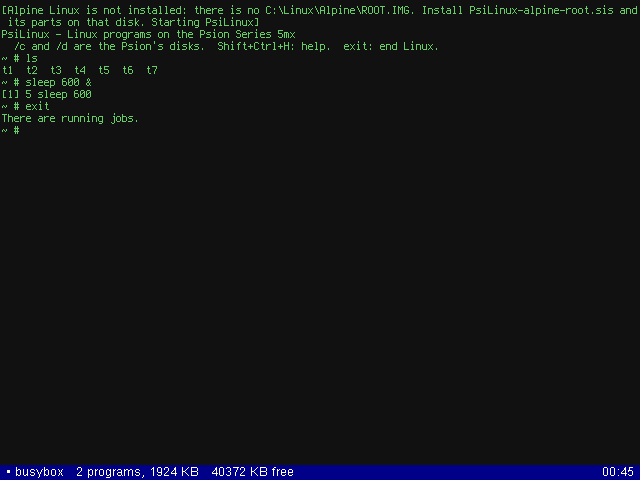 [Alpine Linux is not installed: there is no C:\Linux\Alpine\ROOT.IMG. Install PsiLinux-alpine-root.sis and
its parts on that disk. Starting PsiLinux]
PsiLinux - Linux programs on the Psion Series 5mx
/c and /d are the Psion's disks. Shift+Ctrl+H: help. exit: end Linux.
~ # ls
t1 t2 t3 t4 t5 t6 t7
~ # sleep 600 &
[1] 5 sleep 600
~ # exit
There are running jobs.
~ #
• busybox 2 programs, 1924 KB 40372 KB free 00:45